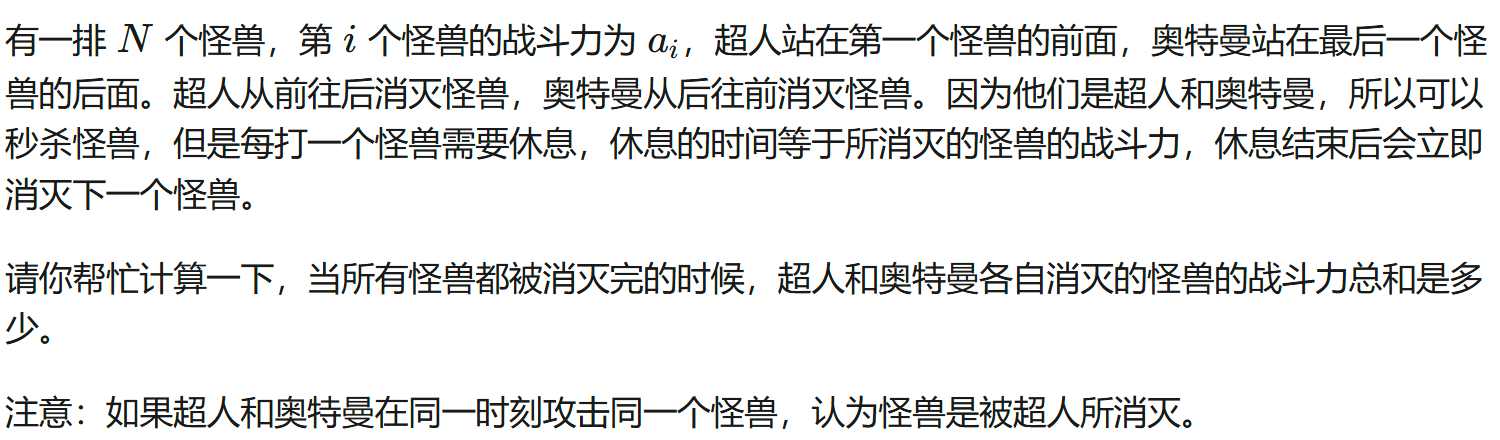 有一排 N 个怪兽，第 i 个怪兽的战斗力为 aᵢ，超人站在第一个怪兽的前面，奥特曼站在最后一个怪
兽的后面。超人从前往后消灭怪兽，奥特曼从后往前消灭怪兽。因为他们是超人和奥特曼，所以可以
秒杀怪兽，但是每打一个怪兽需要休息，休息的时间等于所消灭的怪兽的战斗力，休息结束后会立即
消灭下一个怪兽。
请你帮忙计算一下，当所有怪兽都被消灭完的时候，超人和奥特曼各自消灭的怪兽的战斗力总和是多
少。
注意：如果超人和奥特曼在同一时刻攻击同一个怪兽，认为怪兽是被超人所消灭。